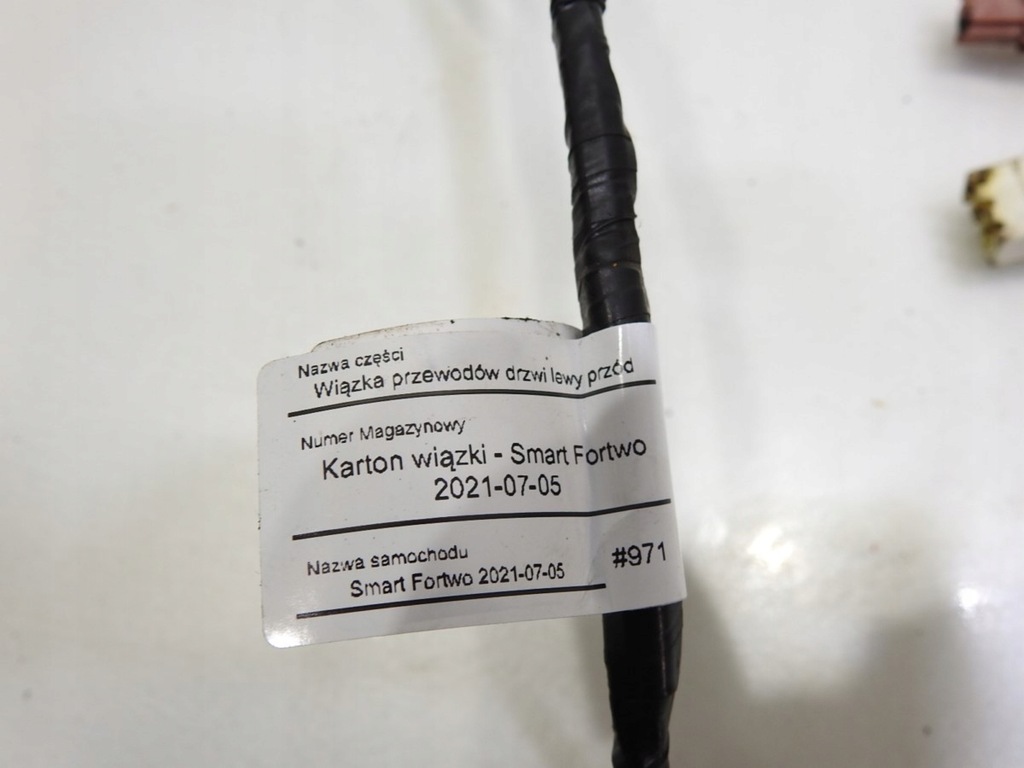 Nazwa części
Wiązka przewodów drzwi lewy przód
Numer Magazynowy
Karton wiązki - Smart Fortwo
2021-07-05
Nazwa samochodu
Smart Fortwo 2021-07-05
#971